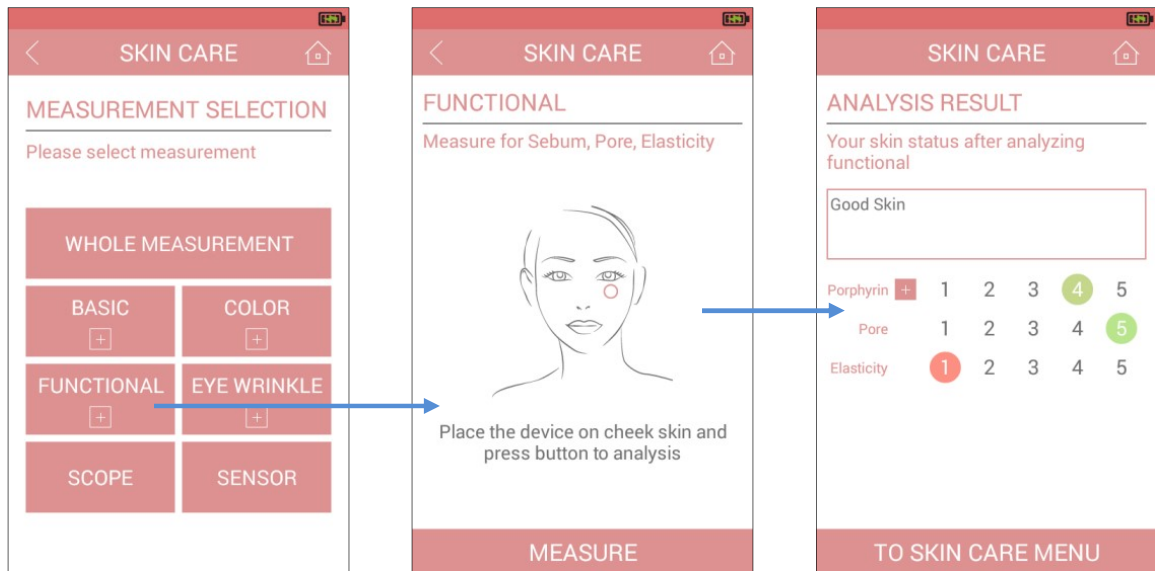 SKIN CARE
MEASUREMENT SELECTION
Please select measurement
WHOLE MEASUREMENT
BASIC
COLOR
FUNCTIONAL
EYE WRINKLE
SCOPE
SENSOR
SKIN CARE
FUNCTIONAL
Measure for Sebum, Pore, Elasticity
Place the device on cheek skin and
press button to analysis
MEASURE
SKIN CARE
ANALYSIS RESULT
Your skin status after analyzing
functional
Good Skin
Porphyrin + 1 2 3 4 5
Pore 1 2 3 4 5
Elasticity 1 2 3 4 5
TO SKIN CARE MENU